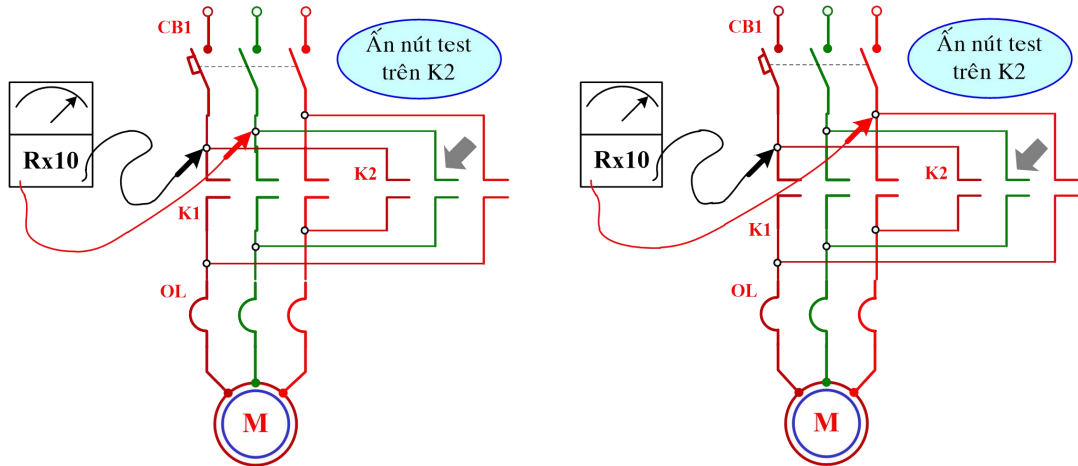 CB1
Ấn nút test
trên K2
Rx10
K2
K1
OL
M
CB1
Ấn nút test
trên K2
Rx10
K2
K1
OL
M